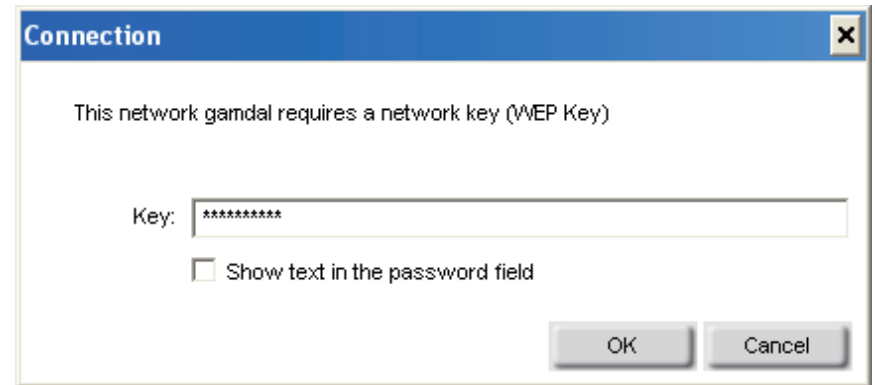 Connection
This network gamdal requires a network key (WEP Key)
Key: **********
Show text in the password field
OK Cancel